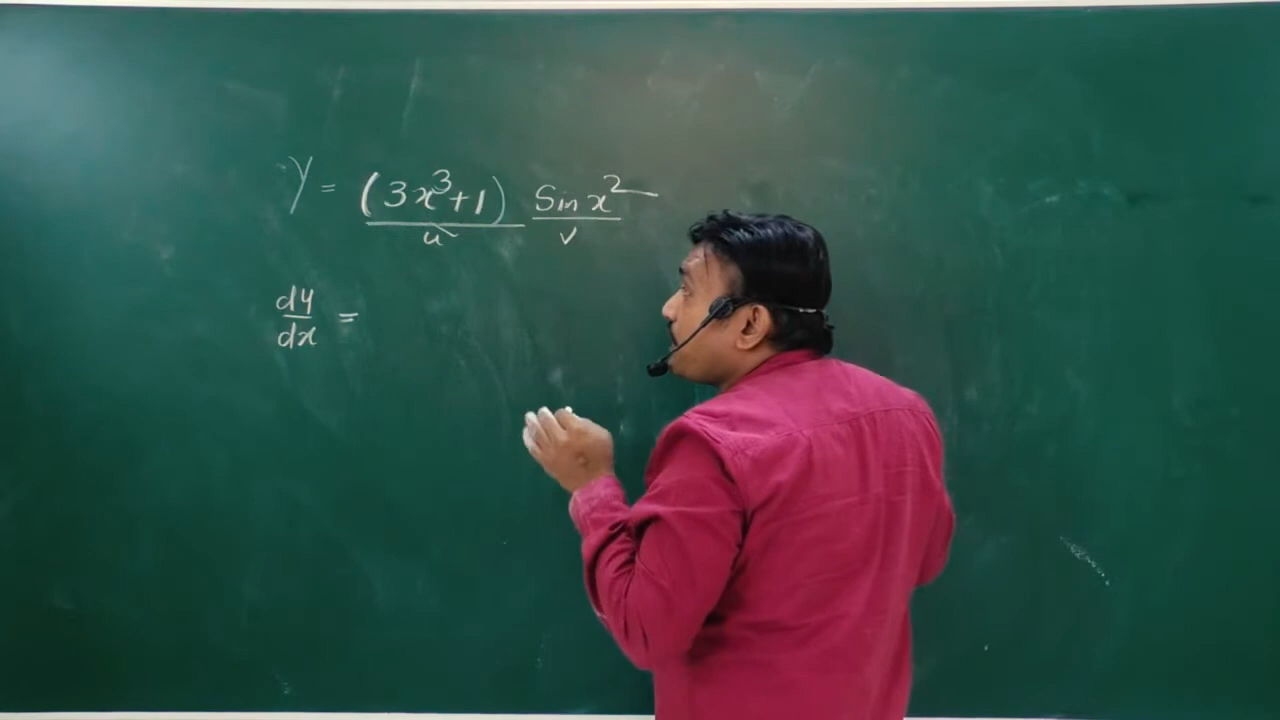 y = (3x³+1) Sin x²
u v
dy/dx =